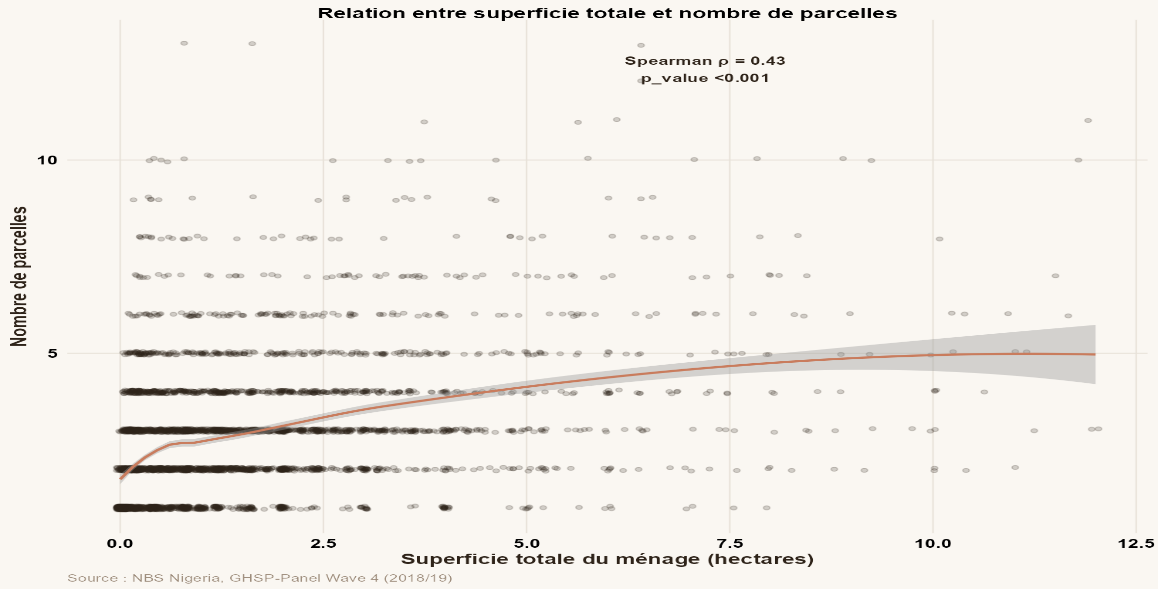 Relation entre superficie totale et nombre de parcelles
Spearman ρ = 0.43
p_value <0.001
10
5
Nombre de parcelles
0.0 2.5 5.0 7.5 10.0 12.5
Superficie totale du ménage (hectares)
Source : NBS Nigeria, GHSP-Panel Wave 4 (2018/19)